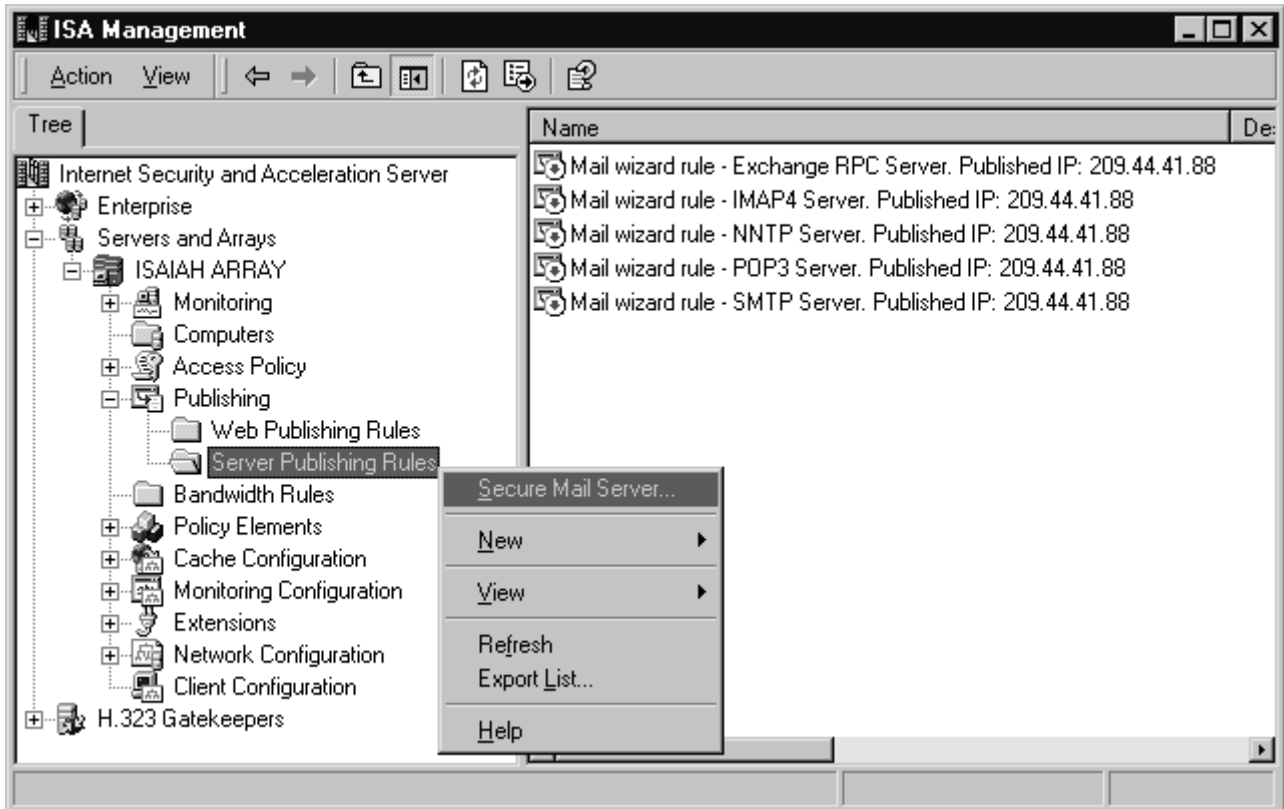 ISA Management
Action View
Tree
Internet Security and Acceleration Server
Enterprise
Servers and Arrays
ISAIAH ARRAY
Monitoring
Computers
Access Policy
Publishing
Web Publishing Rules
Server Publishing Rules
Bandwidth Rules
Policy Elements
Cache Configuration
Monitoring Configuration
Extensions
Network Configuration
Client Configuration
H.323 Gatekeepers
Name De
Mail wizard rule - Exchange RPC Server. Published IP: 209.44.41.88
Mail wizard rule - IMAP4 Server. Published IP: 209.44.41.88
Mail wizard rule - NNTP Server. Published IP: 209.44.41.88
Mail wizard rule - POP3 Server. Published IP: 209.44.41.88
Mail wizard rule - SMTP Server. Published IP: 209.44.41.88
Secure Mail Server...
New
View
Refresh
Export List...
Help